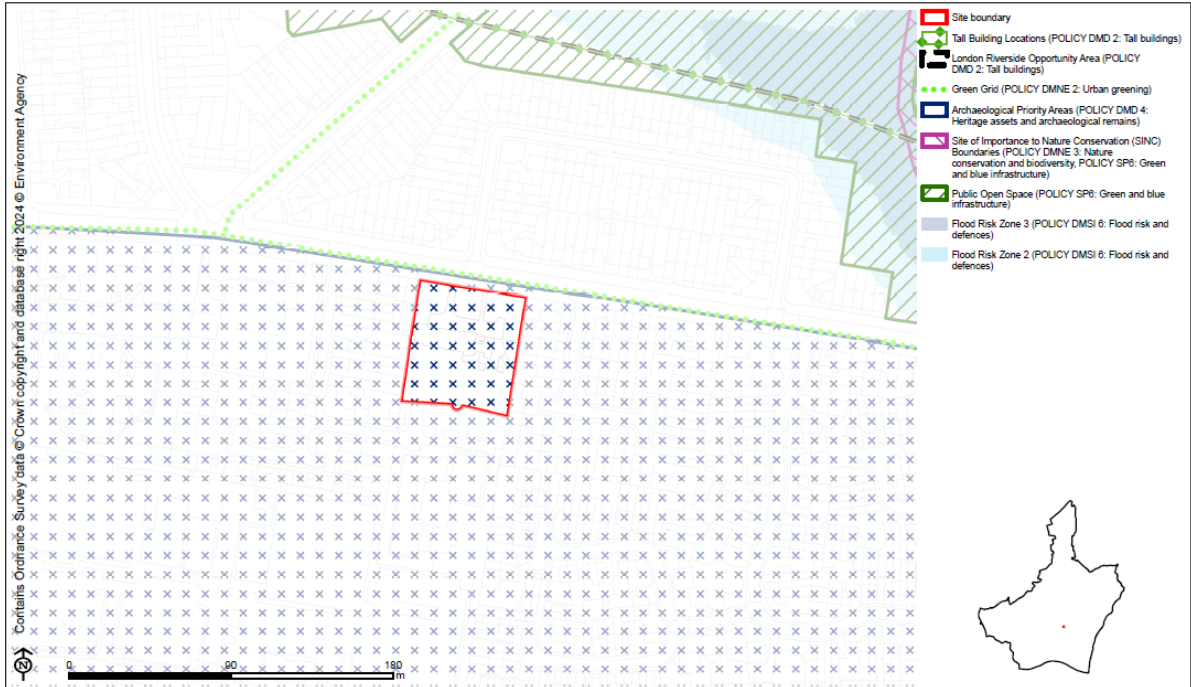 Site boundary
Tall Building Locations (POLICY DMD 2: Tall buildings)
London Riverside Opportunity Area (POLICY
DMD 2: Tall buildings)
Green Grid (POLICY DMNE 2: Urban greening)
Archaeological Priority Areas (POLICY DMD 4:
Heritage assets and archaeological remains)
Site of Importance to Nature Conservation (SINC)
Boundaries (POLICY DMNE 3: Nature
conservation and biodiversity, POLICY SP6: Green
and blue infrastructure)
Public Open Space (POLICY SP6: Green and blue
infrastructure)
Flood Risk Zone 3 (POLICY DMSI 6: Flood risk and
defences)
Flood Risk Zone 2 (POLICY DMSI 6: Flood risk and
defences)
Contains Ordnance Survey data © Crown copyright and database right 2024 © Environment Agency
N
0 90 180
m